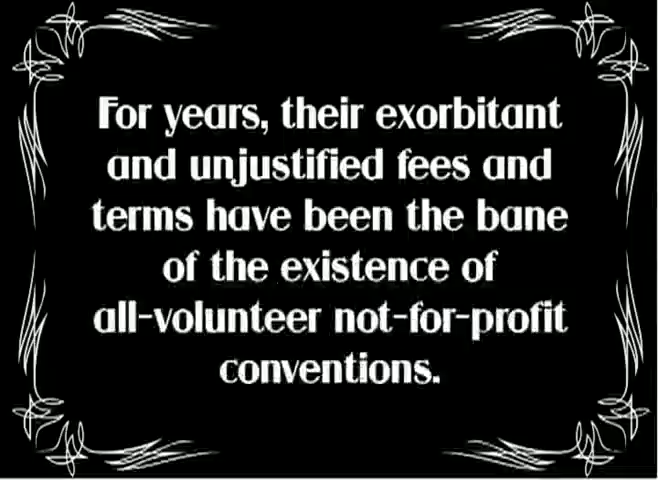 For years, their exorbitant
and unjustified fees and
terms have been the bane
of the existence of
all-volunteer not-for-profit
conventions.